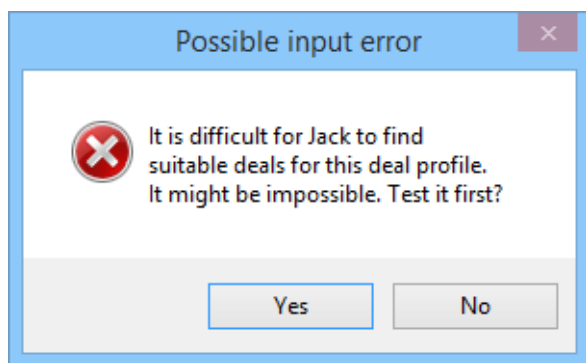 Possible input error
It is difficult for Jack to find
suitable deals for this deal profile.
It might be impossible. Test it first?
Yes
No